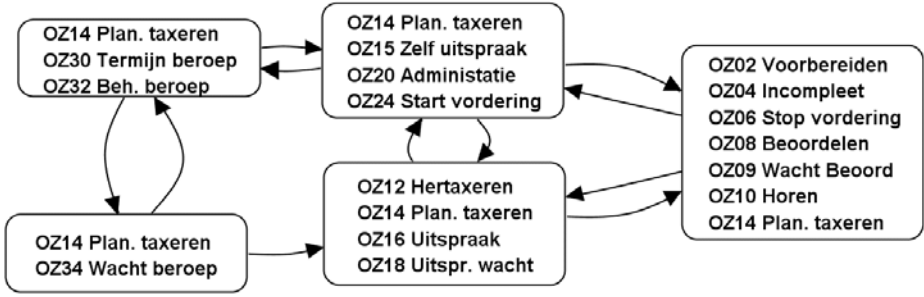 OZ14 Plan. taxeren
OZ30 Termijn beroep
OZ32 Beh. beroep
OZ14 Plan. taxeren
OZ15 Zelf uitspraak
OZ20 Administatie
OZ24 Start vordering
OZ02 Voorbereiden
OZ04 Incompleet
OZ06 Stop vordering
OZ08 Beoordelen
OZ09 Wacht Beoord
OZ10 Horen
OZ14 Plan. taxeren
OZ14 Plan. taxeren
OZ34 Wacht beroep
OZ12 Hertaxeren
OZ14 Plan. taxeren
OZ16 Uitspraak
OZ18 Uitspr. wacht